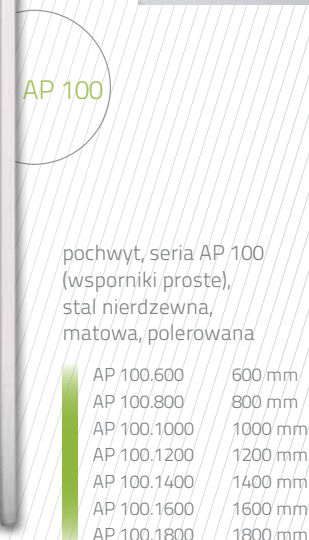 AP 100
pochwyt, seria AP 100
(wsporniki proste),
stal nierdzewna,
matowa, polerowana
AP 100.600 600 mm
AP 100.800 800 mm
AP 100.1000 1000 mm
AP 100.1200 1200 mm
AP 100.1400 1400 mm
AP 100.1600 1600 mm
AP 100.1800 1800 mm